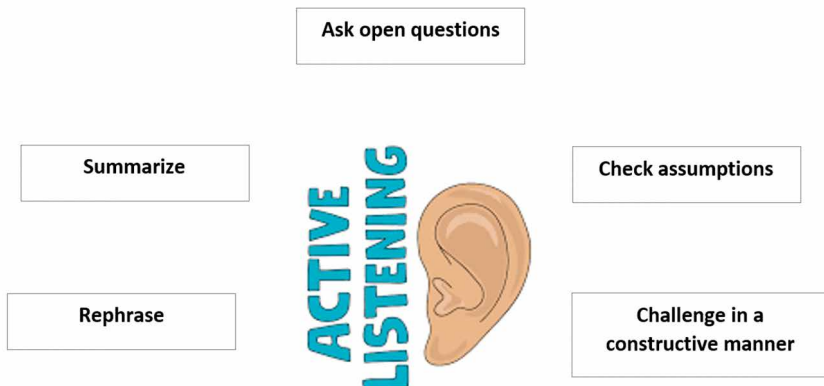 Ask open questions
Summarize
Check assumptions
ACTIVE
LISTENING
Rephrase
Challenge in a
constructive manner